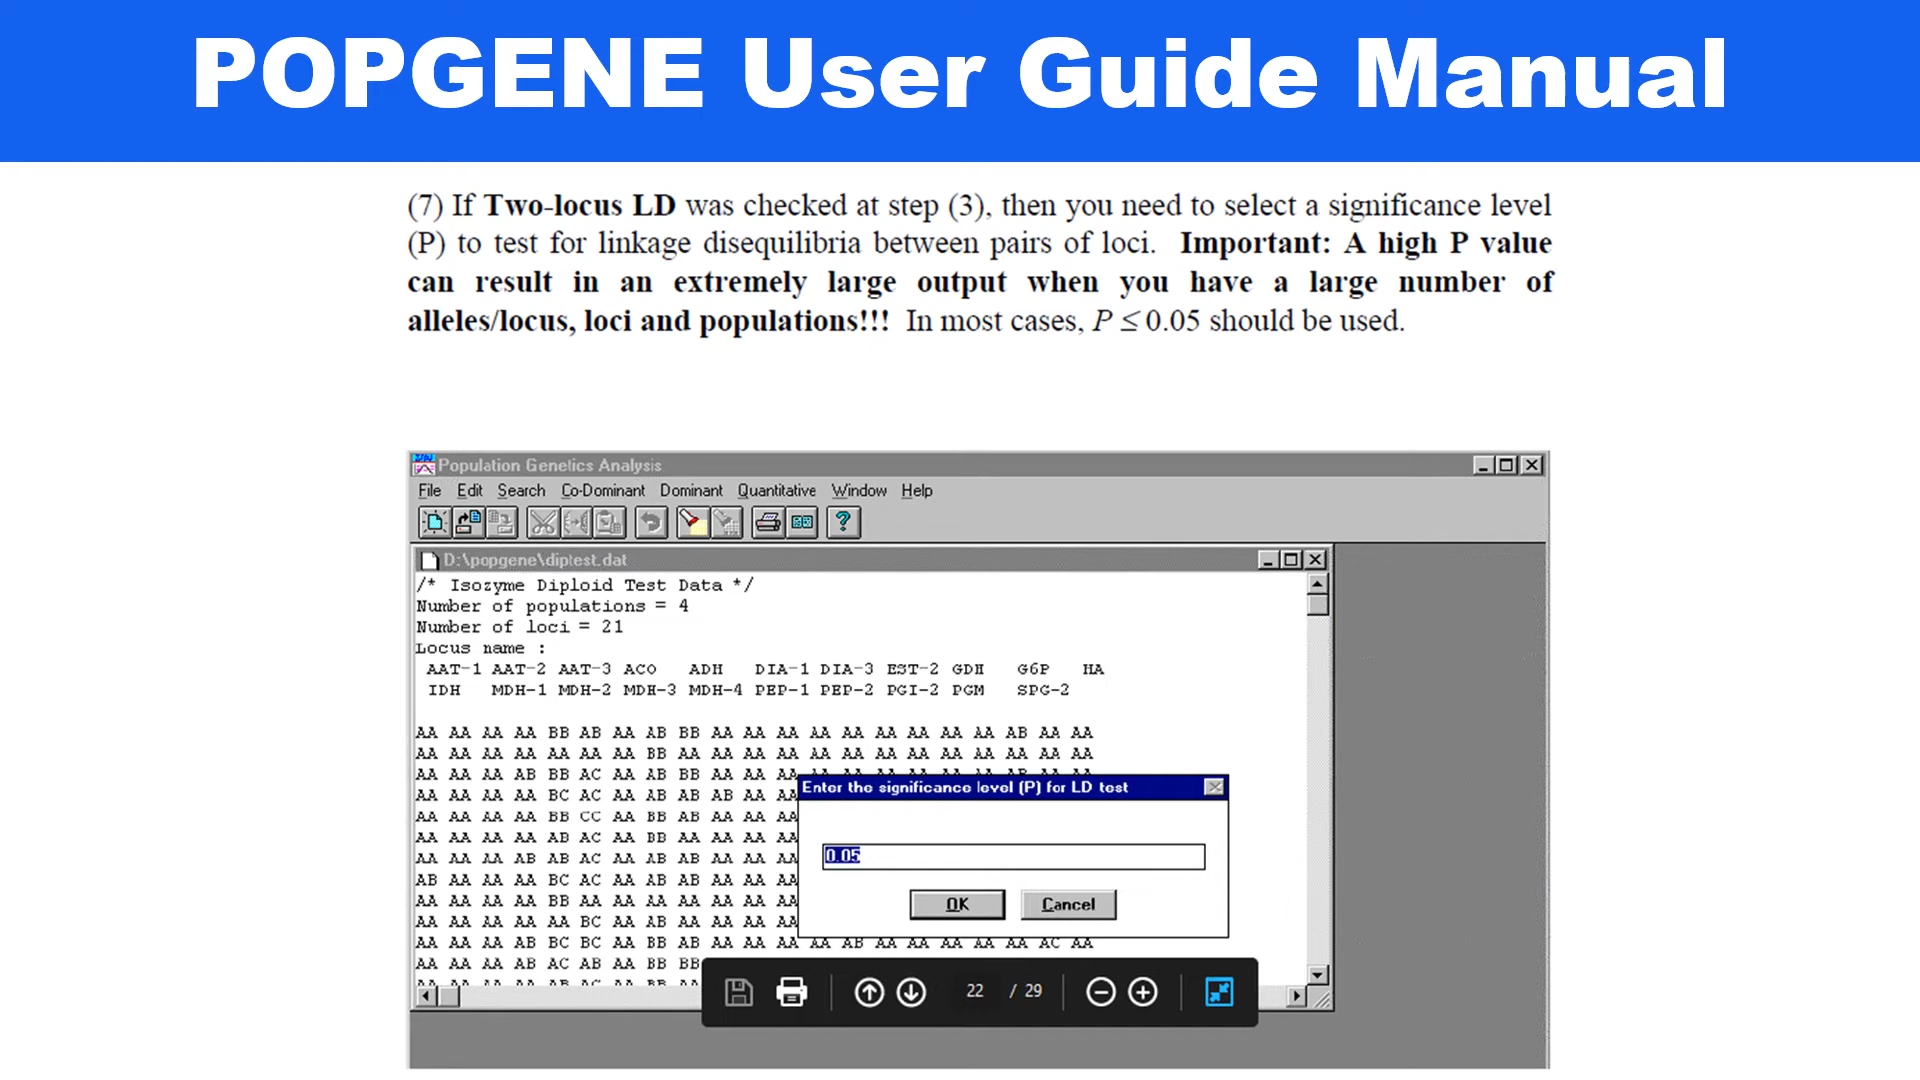 POPGENE User Guide Manual
(7) If Two-locus LD was checked at step (3), then you need to select a significance level
(P) to test for linkage disequilibria between pairs of loci. Important: A high P value
can result in an extremely large output when you have a large number of
alleles/locus, loci and populations!!! In most cases, P ≤ 0.05 should be used.
Population Genetics Analysis
File Edit Search Co-Dominant Dominant Quantitative Window Help
D:\popgene\diptest.dat
/* Isozyme Diploid Test Data */
Number of populations = 4
Number of loci = 21
Locus name :
AAT-1 AAT-2 AAT-3 ACO ADH DIA-1 DIA-3 EST-2 GDH G6P HA
IDH MDH-1 MDH-2 MDH-3 MDH-4 PEP-1 PEP-2 PGI-2 PGM SPG-2
AA AA AA AA BB AB AA AB BB AA AA AA AA AA AA AA AA AA AB AA AA
AA AA AA AA AA AA AA BB AA AA AA AA AA AA AA AA AA AA AA AA AA
AA AA AA AB BB AC AA AB BB AA AA AA AA AA AA AA AA AA AB AA AA
AA AA AA AA BC AC AA AB AB AB AA AA
Enter the significance level (P) for LD test
AA AA AA AA BB CC AA BB AB AA AA AA
AA AA AA AA AB AC AA BB AA AA AA AA
AA AA AA AB AB AC AA AB AB AA AA AA
0.05
AB AA AA AA BC AC AA AB AB AA AA AA
AA AA AA AA BB AA AA AA AA AA AA AA
OK Cancel
AA AA AA AA AA BC AA AB AA AA AA AA
AA AA AA AB BC BC AA BB AB AA AA AA AA AB AA AA AA AA AA AC AA
AA AA AA AB AC AB AA BB BB
22 / 29